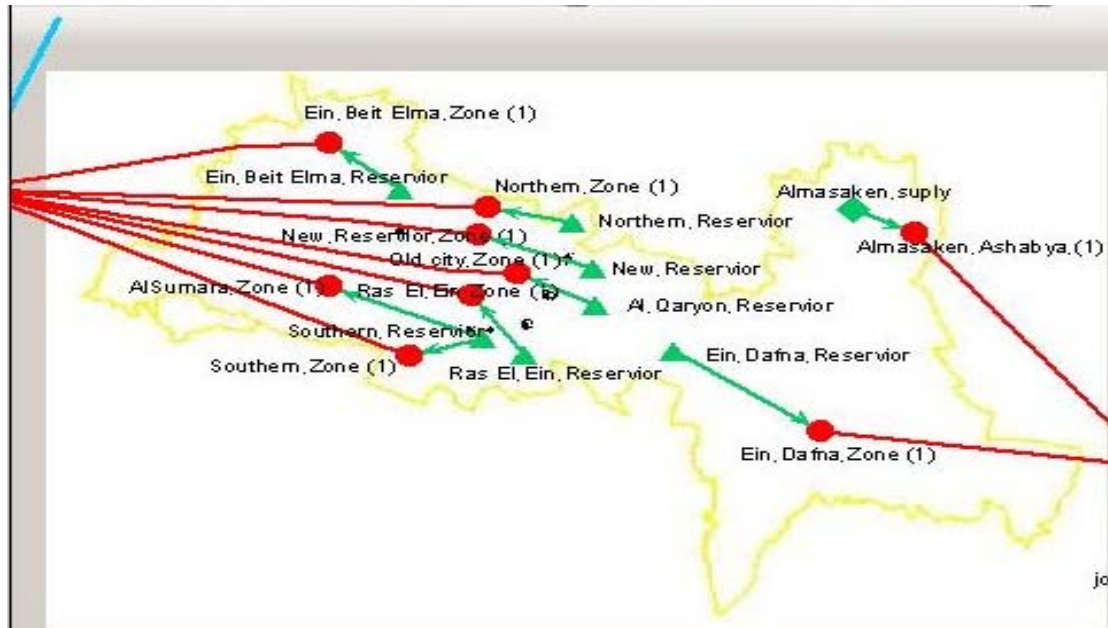 Ein, Beit Elma, Zone (1)
Ein, Beit Elma, Reservior
Northern, Zone (1)
Almasaken, suply
Northern, Reservior
New, Reservior, Zone (1)
Almasaken, Ashabya, (1)
Old city, Zone (1)
New, Reservior
AlSumara, Zone (1)
Ras El, Ein, Zone (1)
Al, Qaryon, Reservior
Southern, Reservior
Ein, Dafna, Reservior
Southern, Zone (1)
Ras El, Ein, Reservior
Ein, Dafna, Zone (1)
jo